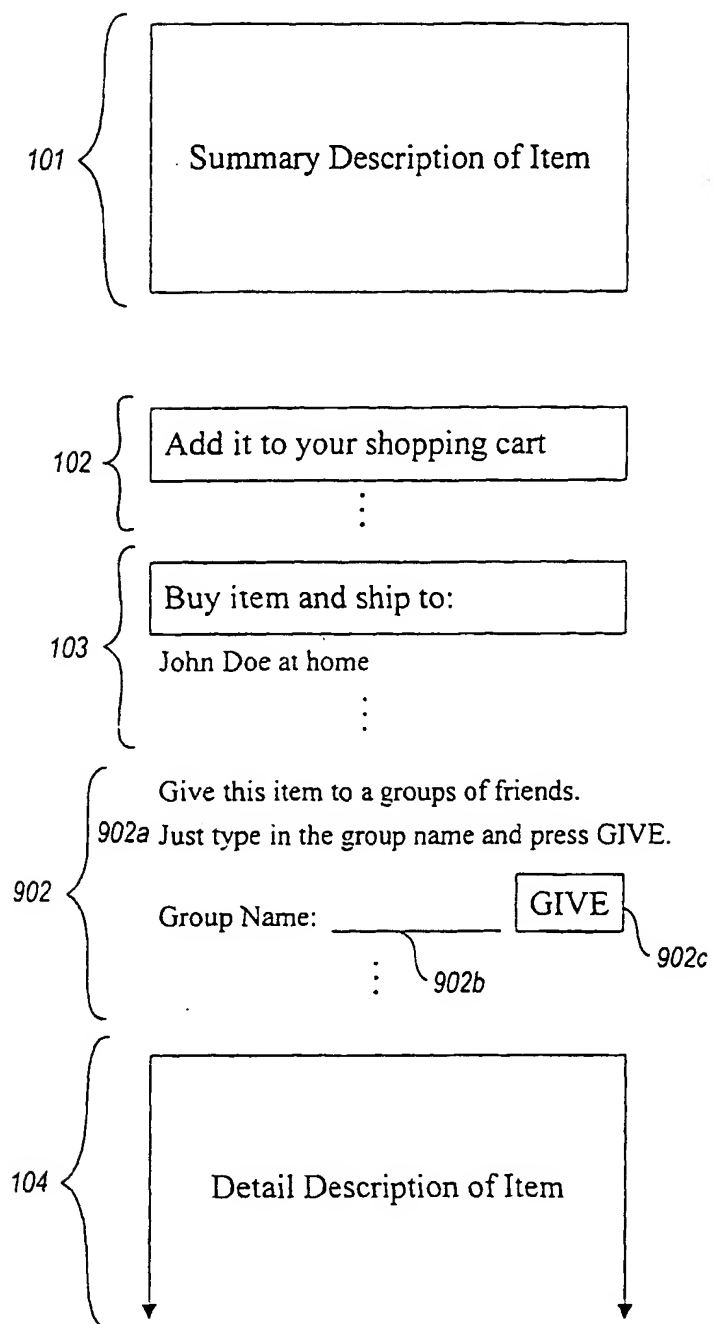 101
Summary Description of Item
102
Add it to your shopping cart
103
Buy item and ship to:
John Doe at home
902
Give this item to a groups of friends.
902a Just type in the group name and press GIVE.
Group Name: GIVE
902b
902c
104
Detail Description of Item